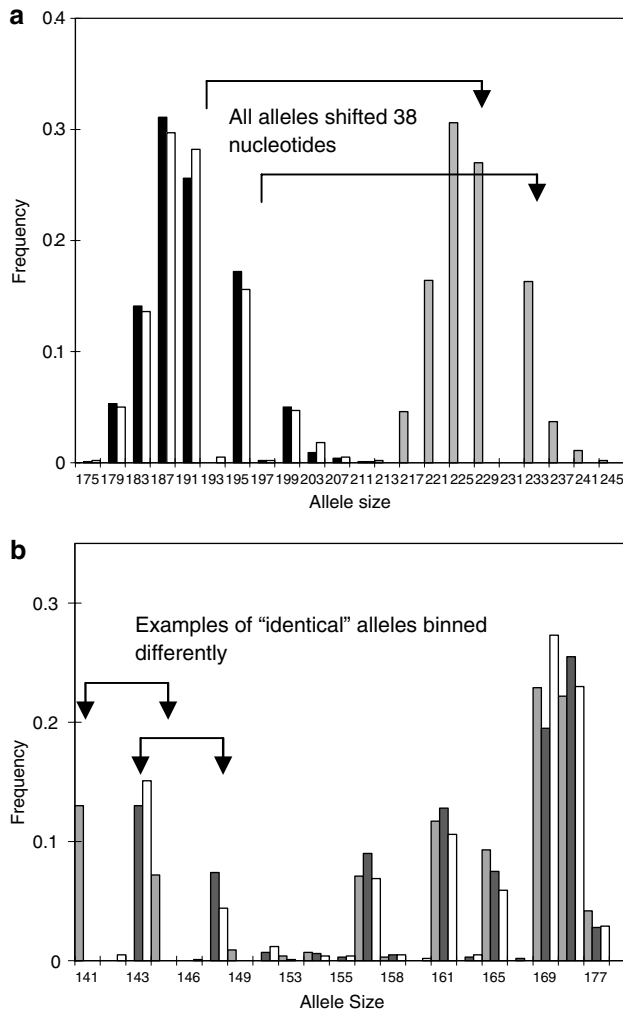 a
0.4
0.3
0.2
0.1
0
Frequency
All alleles shifted 38
nucleotides
175 179 183 187 191 193 195 197 199 203 207 211 213 217 221 225 229 231 233 237 241 245
Allele size
b
0.3
0.2
0.1
0
Frequency
Examples of “identical” alleles binned
differently
141 143 146 149 153 155 158 161 165 169 177
Allele Size